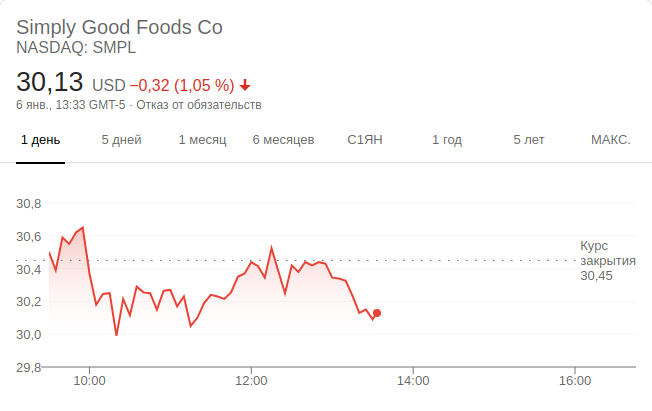 Simply Good Foods Co
NASDAQ: SMPL
30,13 USD −0,32 (1,05 %)
6 янв., 13:33 GMT-5 · Отказ от обязательств
1 день 5 дней 1 месяц 6 месяцев С1ЯН 1 год 5 лет МАКС.
30,8
30,6
Курс
закрытия
30,45
30,4
30,2
30,0
29,8
10:00 12:00 14:00 16:00